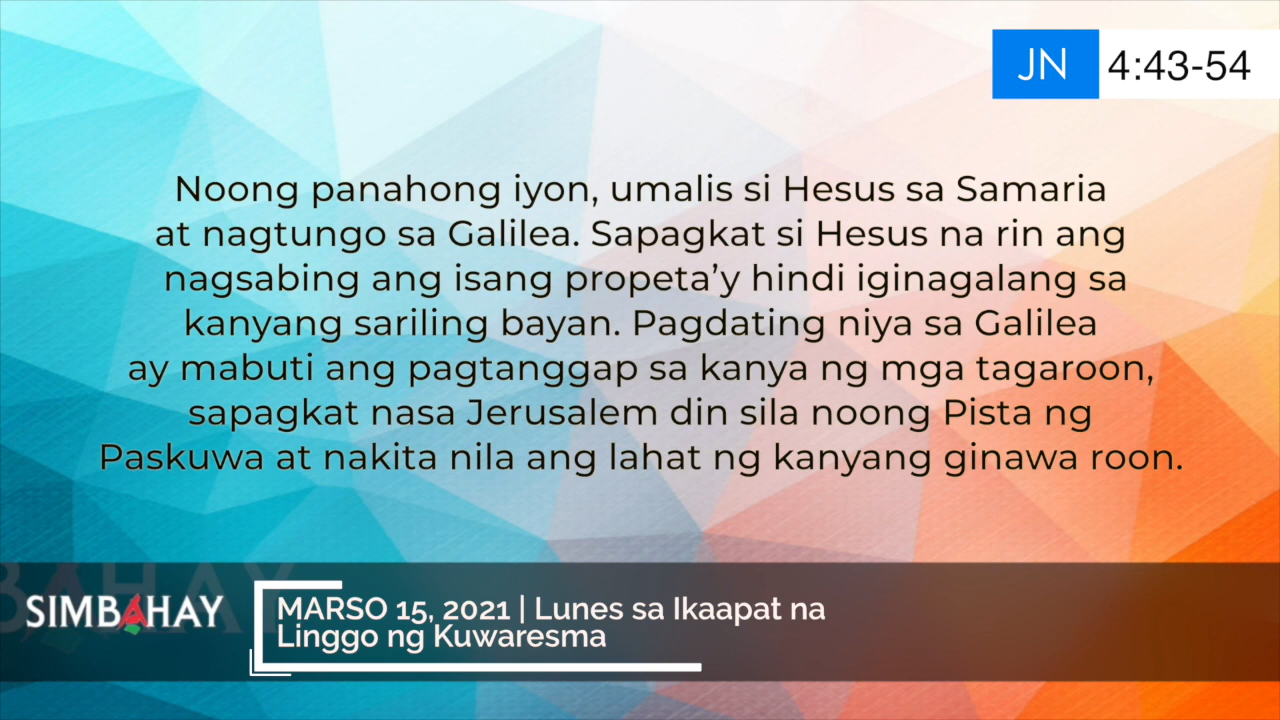 JN 4:43-54
Noong panahong iyon, umalis si Hesus sa Samaria
at nagtungo sa Galilea. Sapagkat si Hesus na rin ang
nagsabing ang isang propeta’y hindi iginagalang sa
kanyang sariling bayan. Pagdating niya sa Galilea
ay mabuti ang pagtanggap sa kanya ng mga tagaroon,
sapagkat nasa Jerusalem din sila noong Pista ng
Paskuwa at nakita nila ang lahat ng kanyang ginawa roon.
SIMBAHAY
MARSO 15, 2021 | Lunes sa Ikaapat na
Linggo ng Kuwaresma